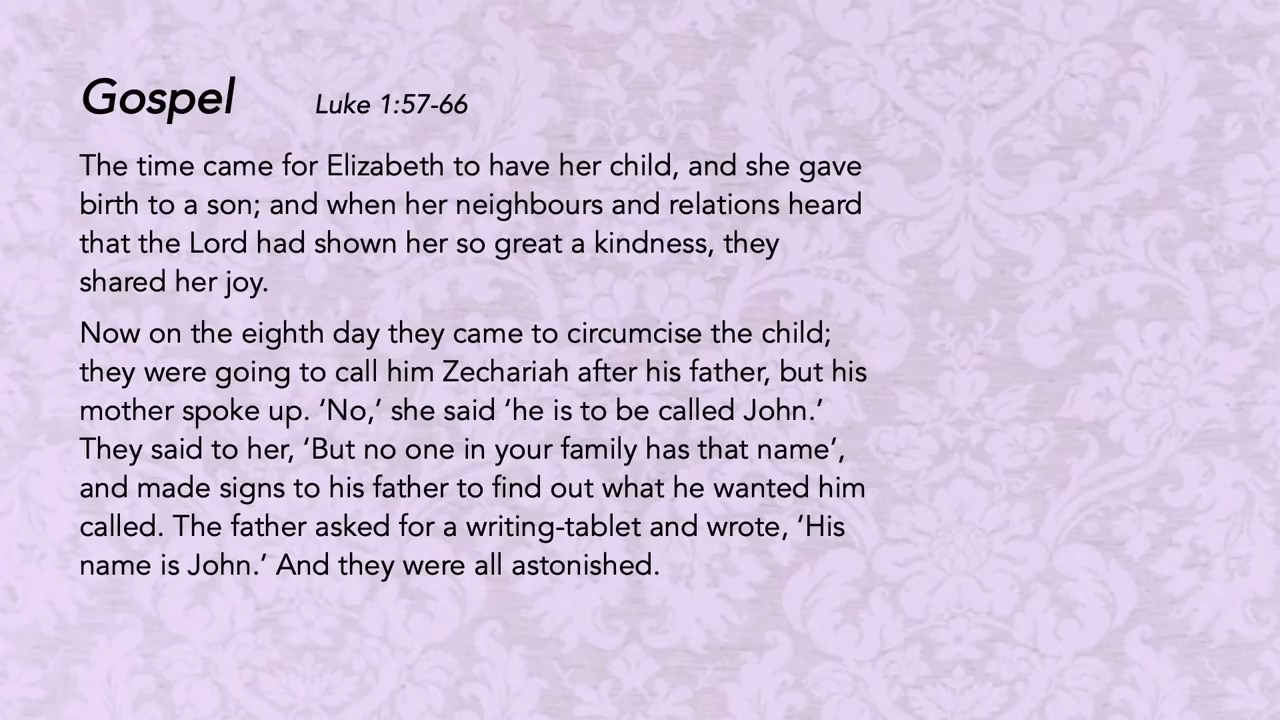 Gospel Luke 1:57-66
The time came for Elizabeth to have her child, and she gave
birth to a son; and when her neighbours and relations heard
that the Lord had shown her so great a kindness, they
shared her joy.
Now on the eighth day they came to circumcise the child;
they were going to call him Zechariah after his father, but his
mother spoke up. ‘No,’ she said ‘he is to be called John.’
They said to her, ‘But no one in your family has that name’,
and made signs to his father to find out what he wanted him
called. The father asked for a writing-tablet and wrote, ‘His
name is John.’ And they were all astonished.